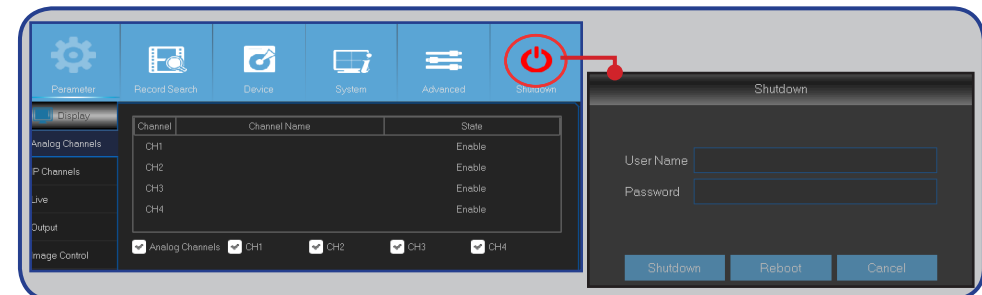 Parameter
Record Search
Device
System
Advanced
Shutdown
Display
Analog Channels
IP Channels
Live
Output
Image Control
Channel Channel Name State
CH1 Enable
CH2 Enable
CH3 Enable
CH4 Enable
Analog Channels CH1 CH2 CH3 CH4
Shutdown
User Name
Password
Shutdown Reboot Cancel